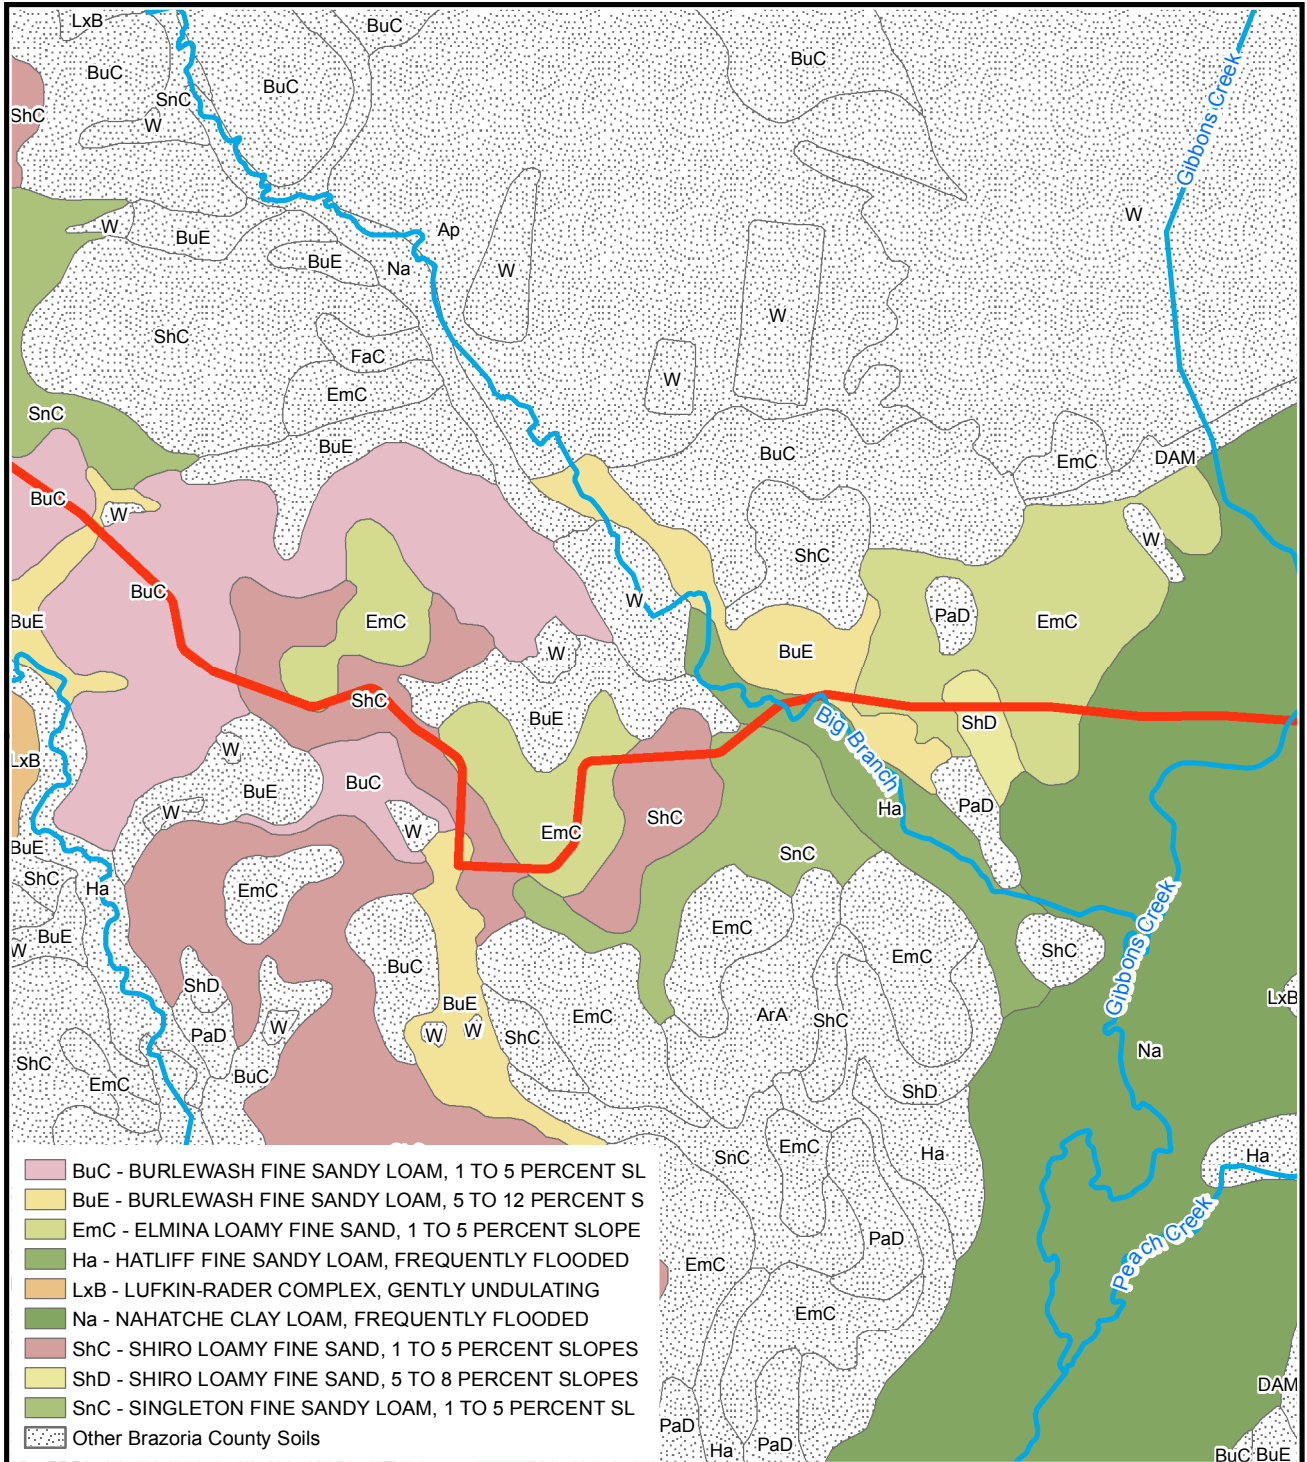 LxB
BuC
BuC
BuC
BuC
SnC
ShC
W
Gibbons Creek
W
W
BuE
Ap
BuE
Na
W
W
ShC
FaC
W
EmC
SnC
BuE
BuC
EmC
DAM
BuC
W
W
ShC
BuC
W
PaD
EmC
BuE
EmC
BuE
W
ShC
BuE
ShD
Big Branch
W
LxB
BuC
BuE
PaD
Ha
W
ShC
EmC
W
BuE
SnC
ShC
Ha
EmC
Gibbons Creek
EmC
BuE
W
ShC
EmC
BuC
ShD
LxB
BuE
EmC
ArA
ShC
W
W
W
ShC
PaD
Na
ShC
BuC
EmC
ShD
EmC
Ha
SnC
Ha
PaD
Peach Creek
EmC
EmC
DAM
PaD
PaD
Ha
BuC
BuE
BuC - BURLEWASH FINE SANDY LOAM, 1 TO 5 PERCENT SL
BuE - BURLEWASH FINE SANDY LOAM, 5 TO 12 PERCENT S
EmC - ELMINA LOAMY FINE SAND, 1 TO 5 PERCENT SLOPE
Ha - HATLIFF FINE SANDY LOAM, FREQUENTLY FLOODED
LxB - LUFKIN-RADER COMPLEX, GENTLY UNDULATING
Na - NAHATCHE CLAY LOAM, FREQUENTLY FLOODED
ShC - SHIRO LOAMY FINE SAND, 1 TO 5 PERCENT SLOPES
ShD - SHIRO LOAMY FINE SAND, 5 TO 8 PERCENT SLOPES
SnC - SINGLETON FINE SANDY LOAM, 1 TO 5 PERCENT SL
Other Brazoria County Soils